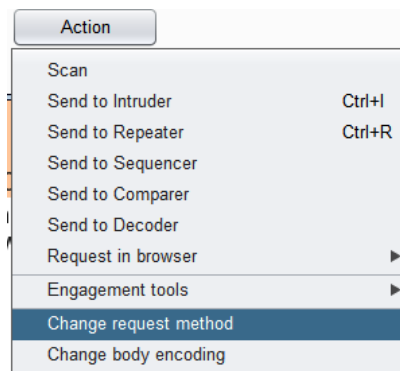 Action
Scan
Send to Intruder Ctrl+I
Send to Repeater Ctrl+R
Send to Sequencer
Send to Comparer
Send to Decoder
Request in browser
Engagement tools
Change request method
Change body encoding